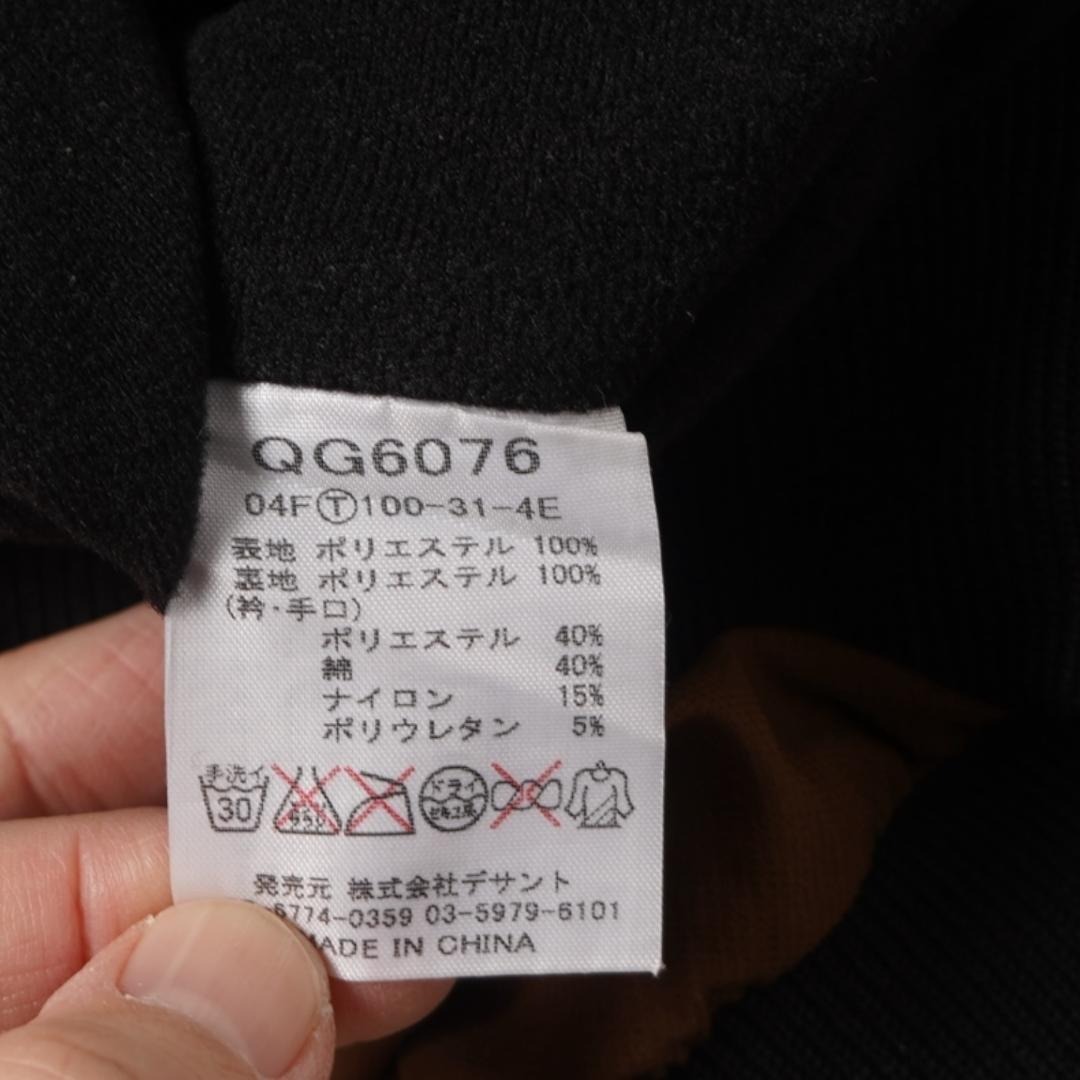 QG6076
04FⓉ100-31-4E
表地 ポリエステル 100%
裏地 ポリエステル 100%
(衿・手口)
ポリエステル 40%
綿 40%
ナイロン 15%
ポリウレタン 5%
手洗イ 30 ドライ
発売元 株式会社デサント
6774-0359 03-5979-6101
MADE IN CHINA